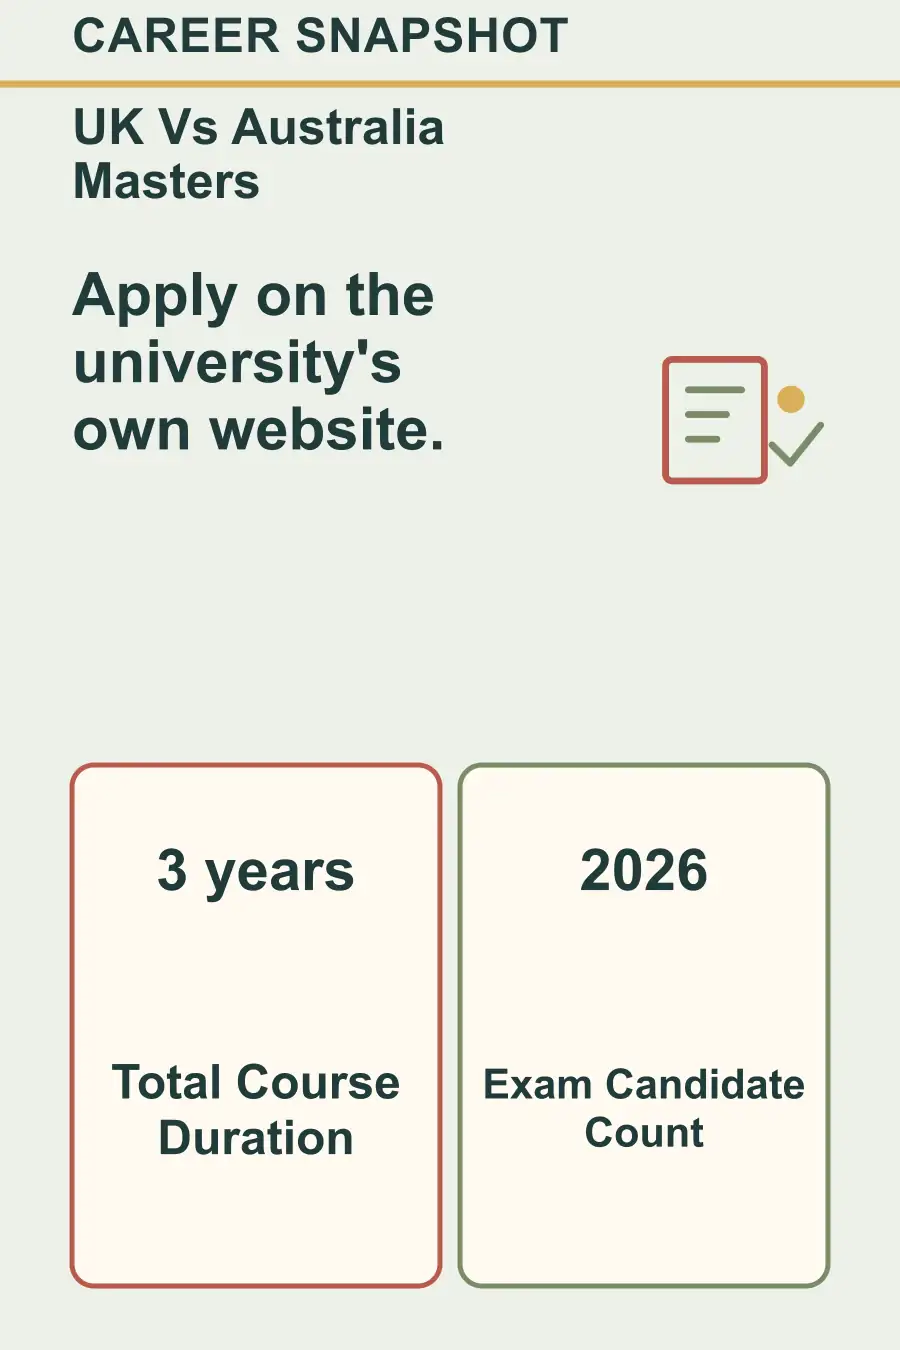 CAREER SNAPSHOT
UK Vs Australia
Masters
Apply on the
university's
own website.
3 years
Total Course
Duration
2026
Exam Candidate
Count